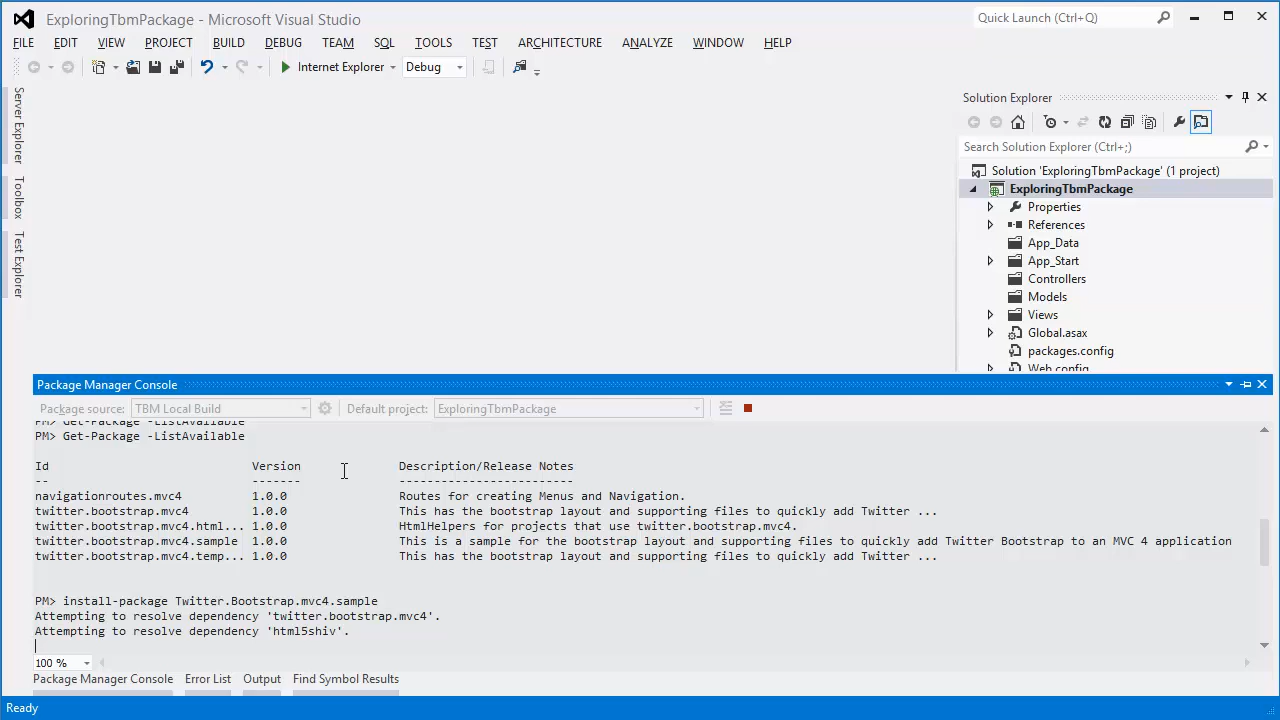 ExploringTbmPackage - Microsoft Visual Studio
Quick Launch (Ctrl+Q)
FILE EDIT VIEW PROJECT BUILD DEBUG TEAM SQL TOOLS TEST ARCHITECTURE ANALYZE WINDOW HELP
Internet Explorer Debug
Server Explorer
Toolbox
Test Explorer
Solution Explorer
Search Solution Explorer (Ctrl+;)
Solution 'ExploringTbmPackage' (1 project)
ExploringTbmPackage
Properties
References
App_Data
App_Start
Controllers
Models
Views
Global.asax
packages.config
Web.config
Package Manager Console
Package source: TBM Local Build Default project: ExploringTbmPackage
PM> Get-Package -ListAvailable
PM> Get-Package -ListAvailable
Id Version Description/Release Notes
-- ------- -------------------------
navigationroutes.mvc4 1.0.0 Routes for creating Menus and Navigation.
twitter.bootstrap.mvc4 1.0.0 This has the bootstrap layout and supporting files to quickly add Twitter ...
twitter.bootstrap.mvc4.html... 1.0.0 HtmlHelpers for projects that use twitter.bootstrap.mvc4.
twitter.bootstrap.mvc4.sample 1.0.0 This is a sample for the bootstrap layout and supporting files to quickly add Twitter Bootstrap to an MVC 4 application
twitter.bootstrap.mvc4.temp... 1.0.0 This has the bootstrap layout and supporting files to quickly add Twitter ...
PM> install-package Twitter.Bootstrap.mvc4.sample
Attempting to resolve dependency 'twitter.bootstrap.mvc4'.
Attempting to resolve dependency 'html5shiv'.
100 %
Package Manager Console Error List Output Find Symbol Results
Ready